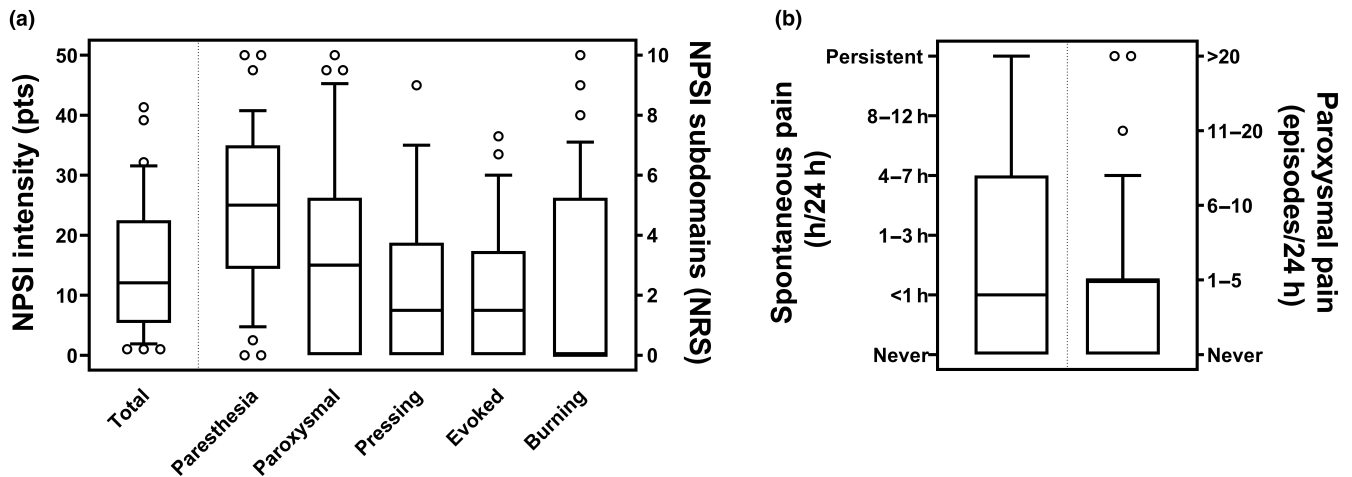 (a)
NPSI intensity (pts)
50
40
30
20
10
0
10
8
6
4
2
0
NPSI subdomains (NRS)
Total
Paresthesia
Paroxysmal
Pressing
Evoked
Burning
(b)
Spontaneous pain
(h/24 h)
Persistent
8–12 h
4–7 h
1–3 h
<1 h
Never
>20
11–20
6–10
1–5
Never
Paroxysmal pain
(episodes/24 h)